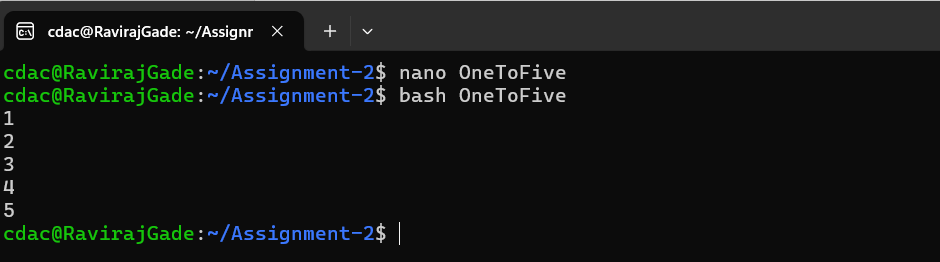 cdac@RavirajGade: ~/Assignr
cdac@RavirajGade:~/Assignment-2$ nano OneToFive
cdac@RavirajGade:~/Assignment-2$ bash OneToFive
1
2
3
4
5
cdac@RavirajGade:~/Assignment-2$